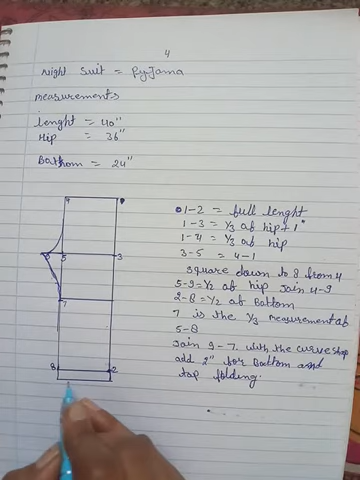 4
Night Suit = PyJama
measurements
Lenght = 40"
Hip = 36"
Bottom = 24"
4
5 3
7
8 2
1-2 = full lenght
1-3 = 1/3 of hip + 1"
1-4 = 1/3 of hip
3-5 = 4-1
square down to 8 from 4
5-9 = 1/2 of hip Join 4-9
2-8 = 1/2 of Bottom
7 is the 1/3 measurement of
5-8
Join 9-7 with the curve stop
add 2" for Bottom and
top folding.